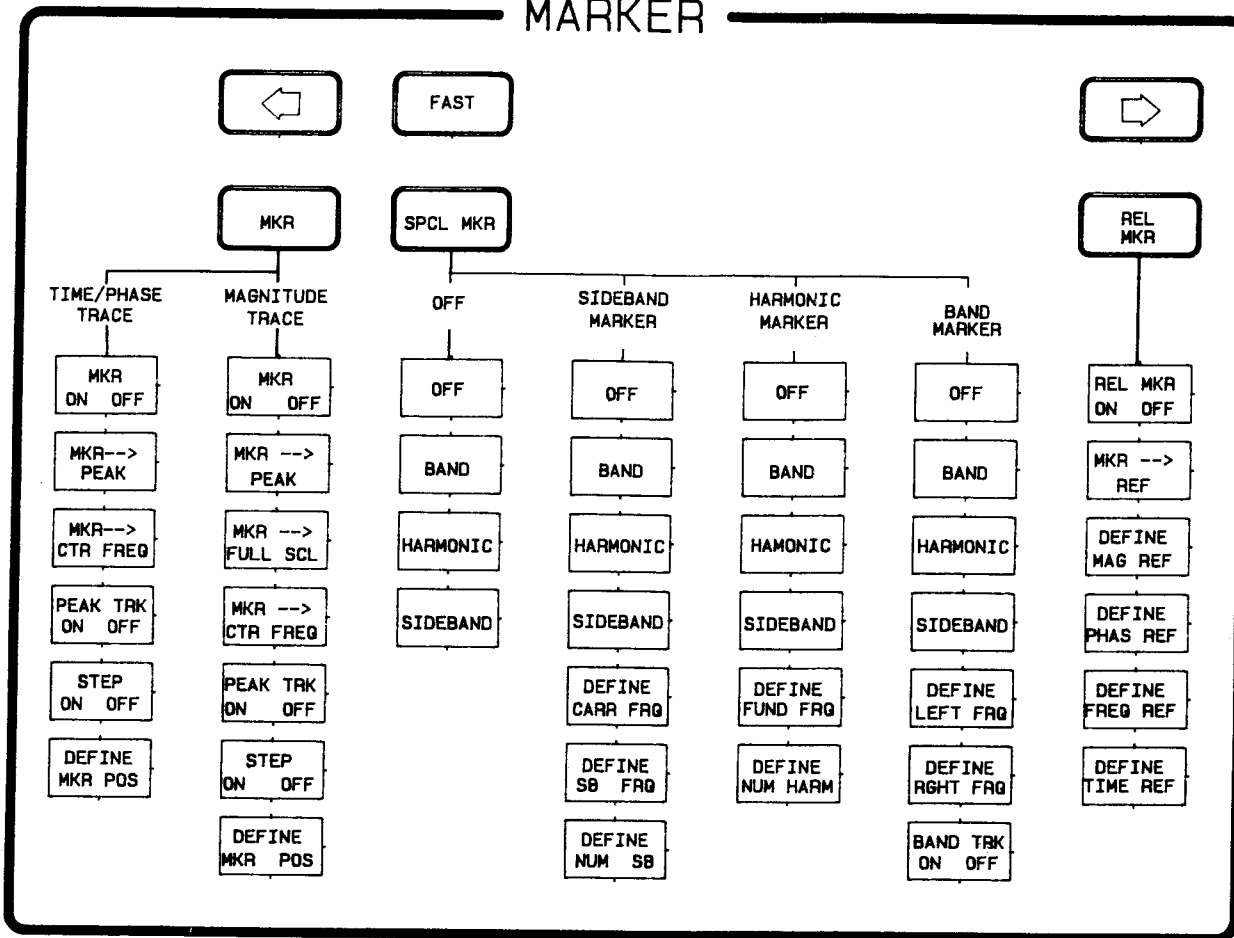 MARKER
FAST
MKR
SPCL MKR
REL
MKR
TIME/PHASE
TRACE
MKR
ON OFF
MKR-->
PEAK
MKR-->
CTR FREQ
PEAK TRK
ON OFF
STEP
ON OFF
DEFINE
MKR POS
MAGNITUDE
TRACE
MKR
ON OFF
MKR -->
PEAK
MKR -->
FULL SCL
MKR -->
CTR FREQ
PEAK TRK
ON OFF
STEP
ON OFF
DEFINE
MKR POS
OFF
OFF
BAND
HARMONIC
SIDEBAND
SIDEBAND
MARKER
OFF
BAND
HARMONIC
SIDEBAND
DEFINE
CARR FRQ
DEFINE
SB FRQ
DEFINE
NUM SB
HARMONIC
MARKER
OFF
BAND
HAMONIC
SIDEBAND
DEFINE
FUND FRQ
DEFINE
NUM HARM
BAND
MARKER
OFF
BAND
HARMONIC
SIDEBAND
DEFINE
LEFT FRQ
DEFINE
RGHT FRQ
BAND TRK
ON OFF
REL MKR
ON OFF
MKR -->
REF
DEFINE
MAG REF
DEFINE
PHAS REF
DEFINE
FREQ REF
DEFINE
TIME REF